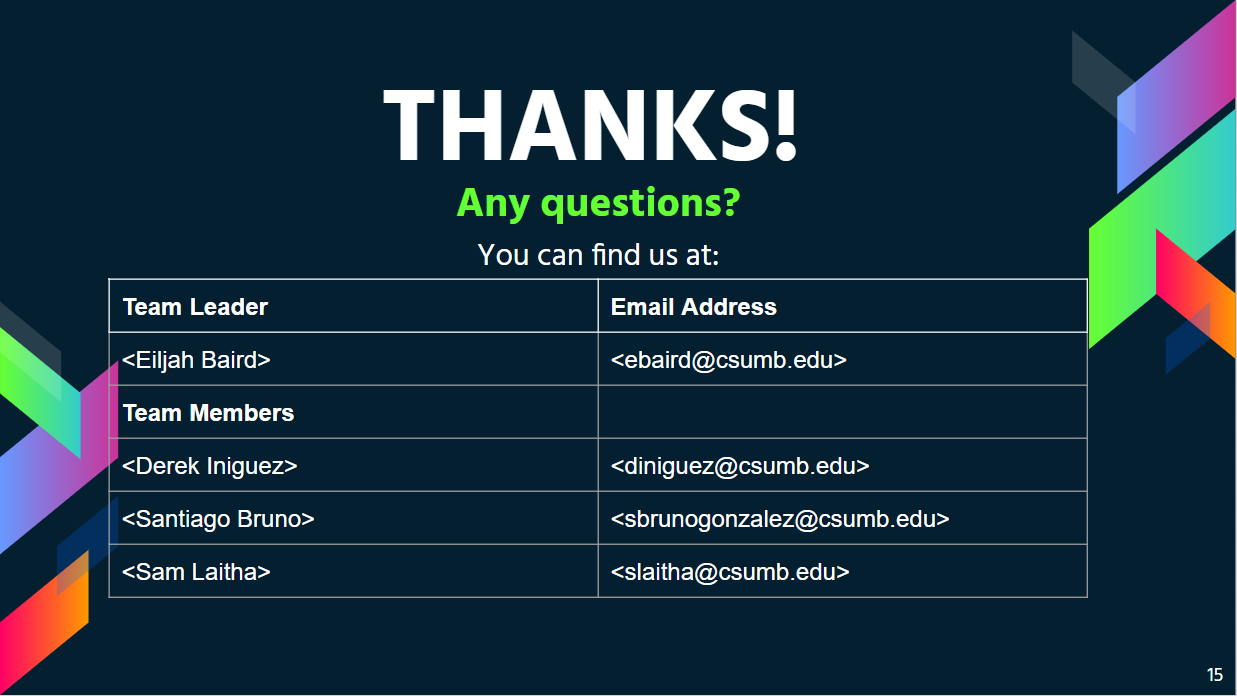 THANKS!
Any questions?
You can find us at:
Team Leader Email Address
<Eiljah Baird> <ebaird@csumb.edu>
Team Members
<Derek Iniguez> <diniguez@csumb.edu>
<Santiago Bruno> <sbrunogonzalez@csumb.edu>
<Sam Laitha> <slaitha@csumb.edu>
15